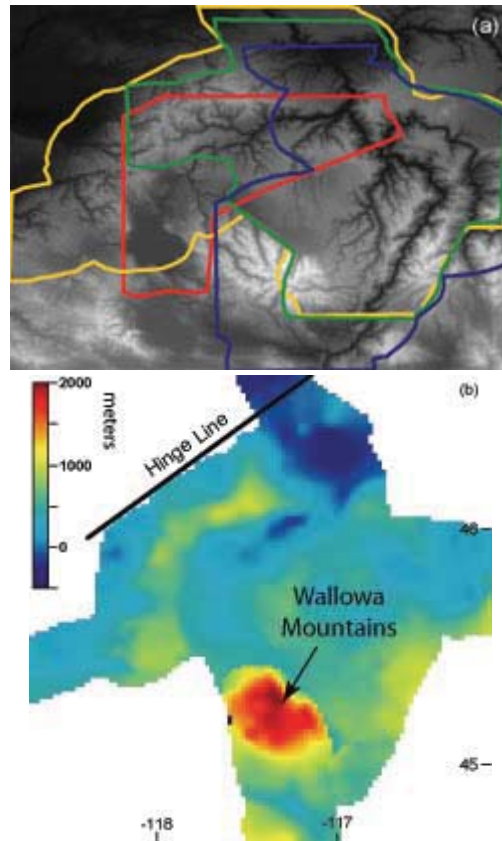 (a)
(b)
2000
meters
1000
0
Hinge Line
46
Wallowa
Mountains
45
-118
-117